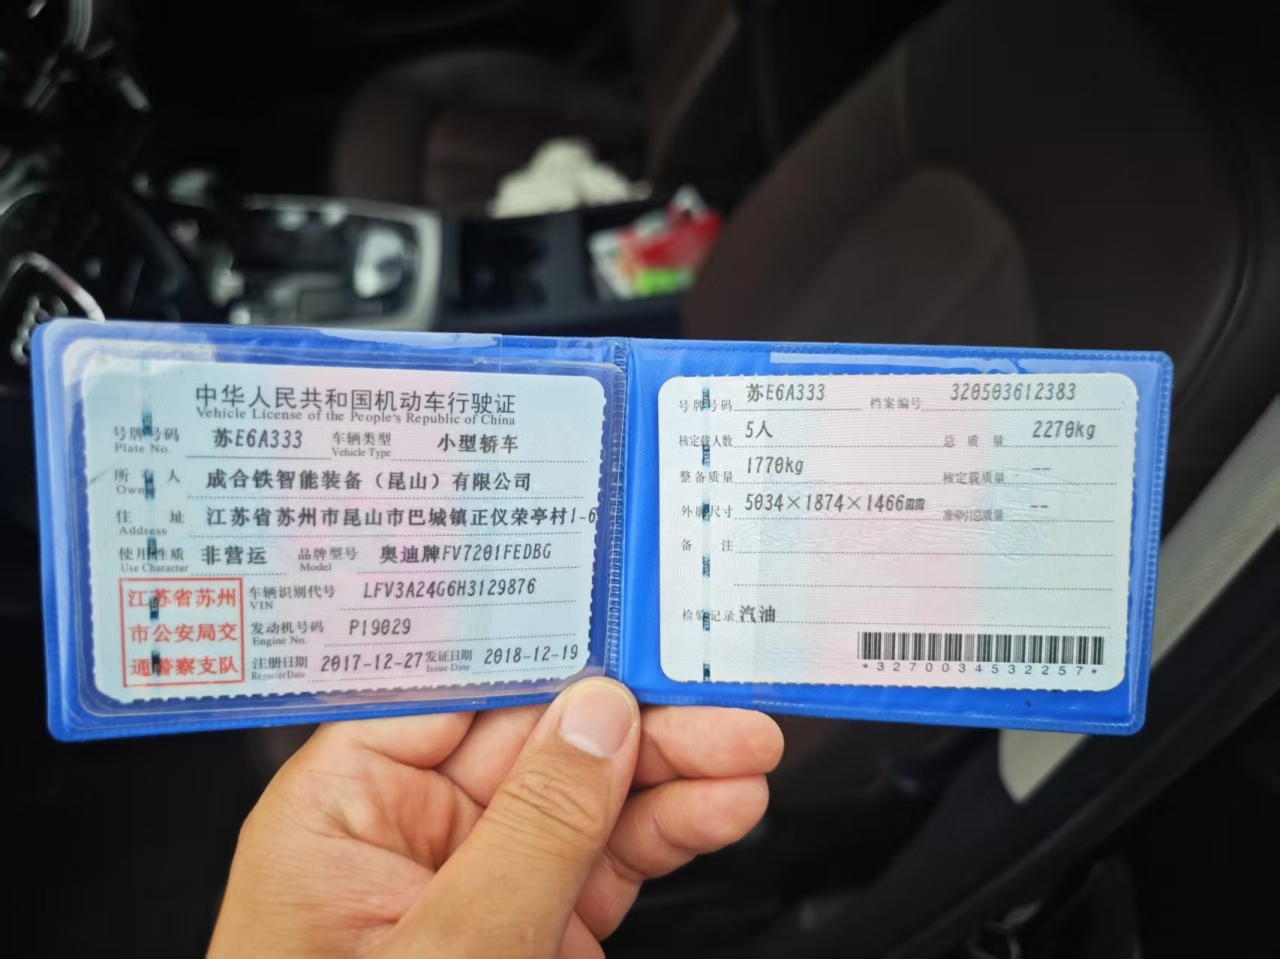 中华人民共和国机动车行驶证
Vehicle License of the People's Republic of China
号牌号码 苏E6A333 车辆类型 小型轿车
Plate No. Vehicle Type
所有人 成合铁智能装备（昆山）有限公司
Owner
住址 江苏省苏州市昆山市巴城镇正仪荣亭村1-6
Address
使用性质 非营运 品牌型号 奥迪牌FV7201FEDBG
Use Character Model
江苏省苏州
市公安局交
通警察支队
车辆识别代号 LFV3A24G6H3129876
VIN
发动机号码 P19029
Engine No.
注册日期 2017-12-27 发证日期 2018-12-19
Register Date Issue Date
号牌号码 苏E6A333 档案编号 320503612383
核定载人数 5人 总质量 2270kg
整备质量 1770kg 核定载质量 --
外廓尺寸 5034×1874×1466mm 准牵引总质量 --
备注
检验记录 汽油
*3270034532257*